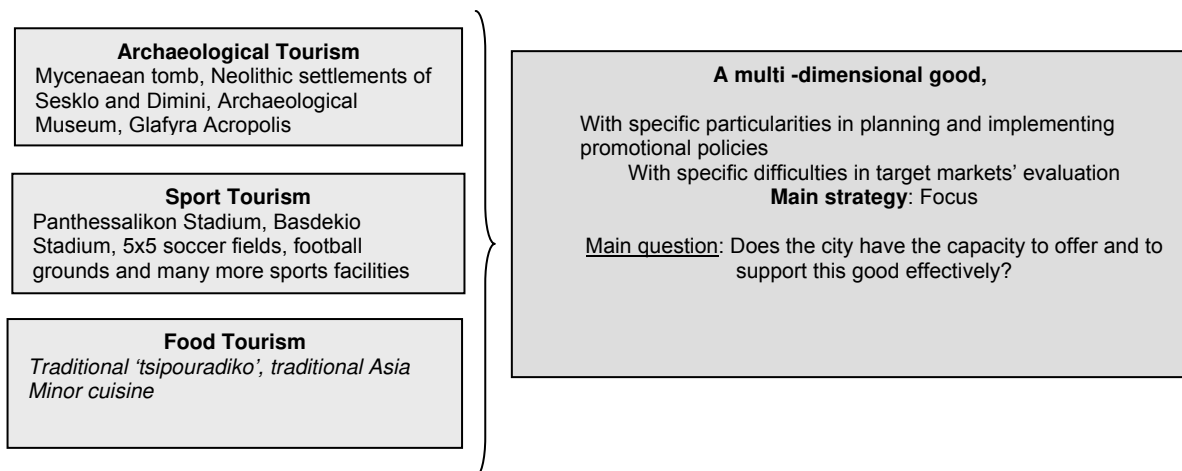 Archaeological Tourism
Mycenaean tomb, Neolithic settlements of
Sesklo and Dimini, Archaeological
Museum, Glafyra Acropolis
Sport Tourism
Panthessalikon Stadium, Basdekio
Stadium, 5x5 soccer fields, football
grounds and many more sports facilities
Food Tourism
Traditional ‘tsipouradiko’, traditional Asia
Minor cuisine
A multi -dimensional good,
With specific particularities in planning and implementing
promotional policies
With specific difficulties in target markets’ evaluation
Main strategy: Focus
Main question: Does the city have the capacity to offer and to
support this good effectively?